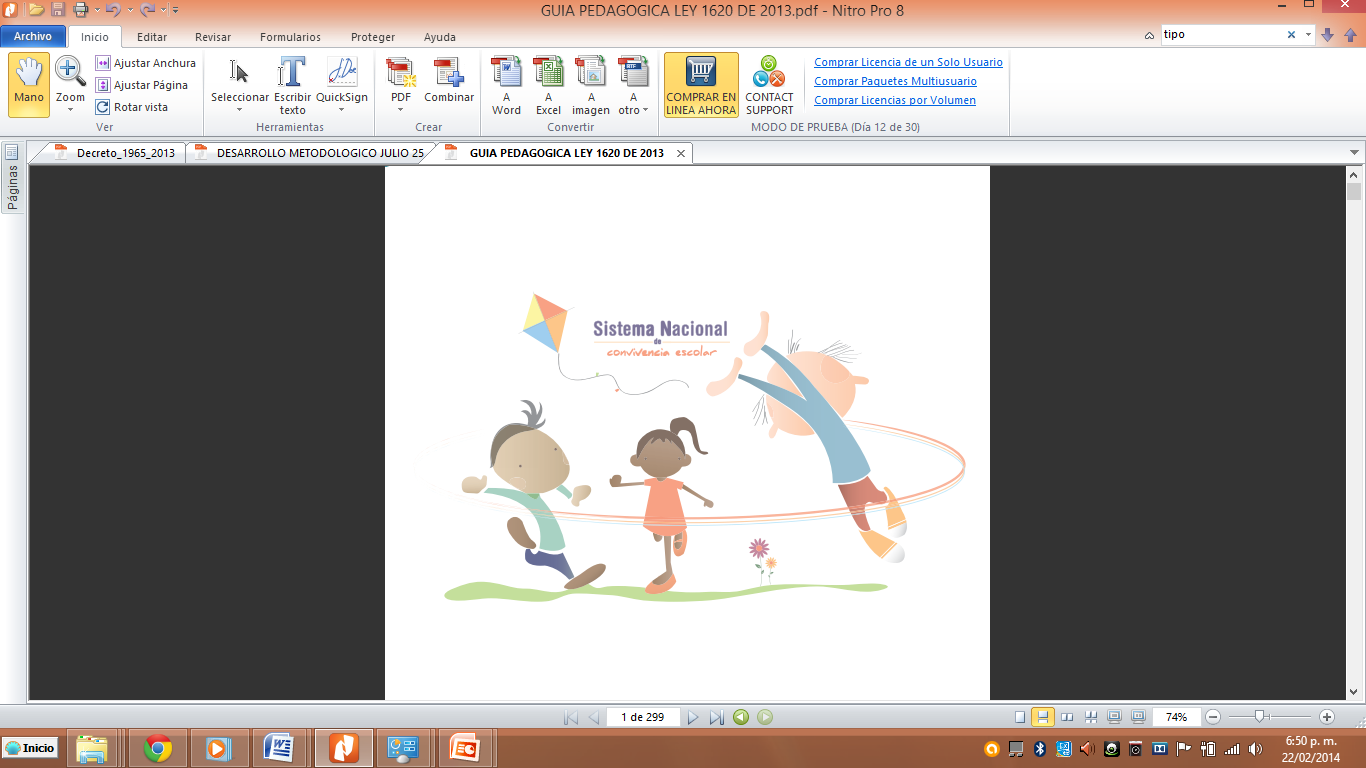 GUIA PEDAGOGICA LEY 1620 DE 2013.pdf - Nitro Pro 8
Archivo Inicio Editar Revisar Formularios Proteger Ayuda tipo
Mano
Zoom
Ajustar Anchura
Ajustar Página
Rotar vista
Ver
Seleccionar
Escribir texto
QuickSign
Herramientas
PDF
Combinar
Crear
A Word
A Excel
A imagen
A otro
Convertir
COMPRAR EN LINEA AHORA
CONTACT SUPPORT
Comprar Licencia de un Solo Usuario
Comprar Paquetes Multiusuario
Comprar Licencias por Volumen
MODO DE PRUEBA (Día 12 de 30)
Decreto_1965_2013 DESARROLLO METODOLOGICO JULIO 25 GUIA PEDAGOGICA LEY 1620 DE 2013
Páginas
Sistema Nacional
de
convivencia escolar
1 de 299
74%
Inicio
6:50 p. m.
22/02/2014